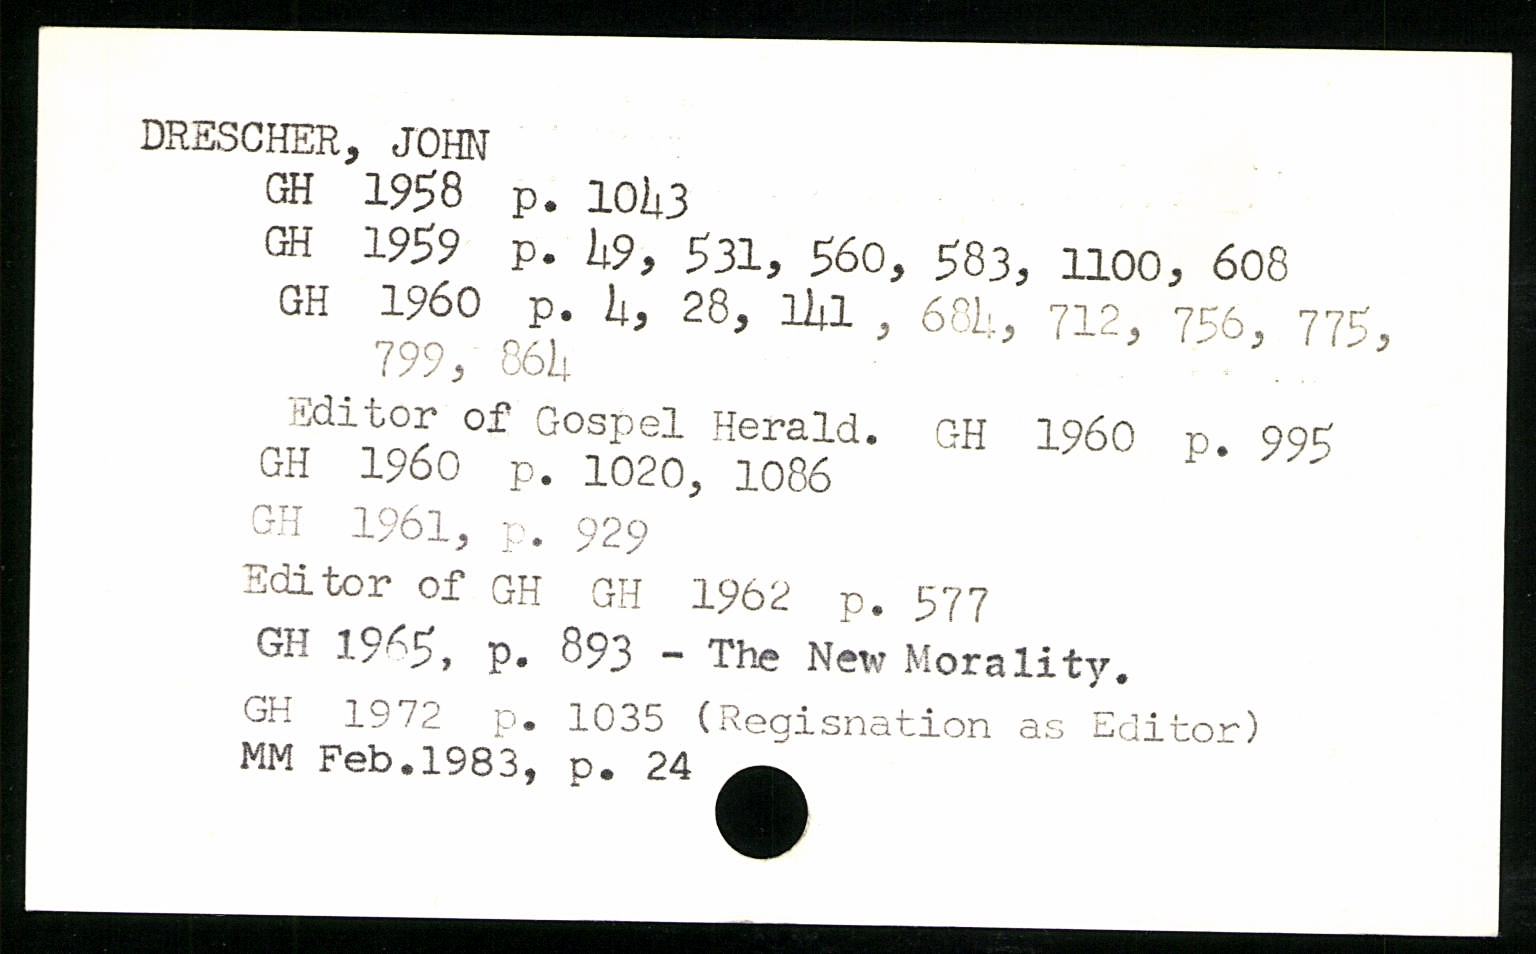 DRESCHER, JOHN
GH 1958 p. 1043
GH 1959 p. 49, 531, 560, 583, 1100, 608
GH 1960 p. 4, 28, 141 , 684, 712, 756, 775,
799, 864
Editor of Gospel Herald. GH 1960 p. 995
GH 1960 p. 1020, 1086
GH 1961, p. 929
Editor of GH GH 1962 p. 577
GH 1965, p. 893 - The New Morality.
GH 1972 p. 1035 (Regisnation as Editor)
MM Feb.1983, p. 24